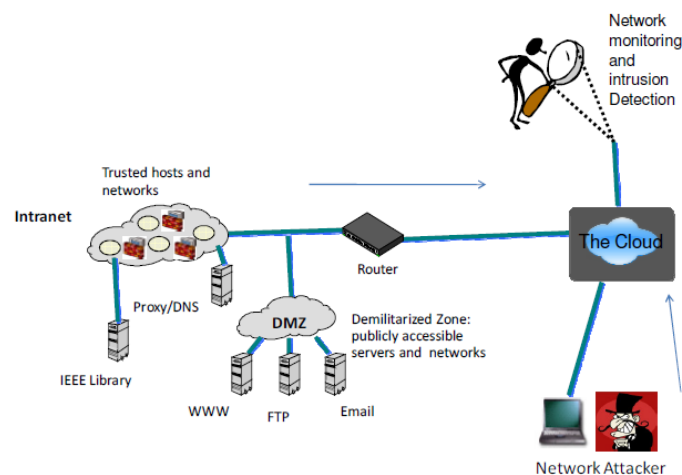 Network
monitoring
and
intrusion
Detection
Trusted hosts and
networks
Intranet
The Cloud
Router
Proxy/DNS
DMZ
Demilitarized Zone:
publicly accessible
servers and networks
IEEE Library
WWW
FTP
Email
Network Attacker